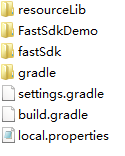 resourceLib
FastSdkDemo
fastSdk
gradle
settings.gradle
build.gradle
local.properties